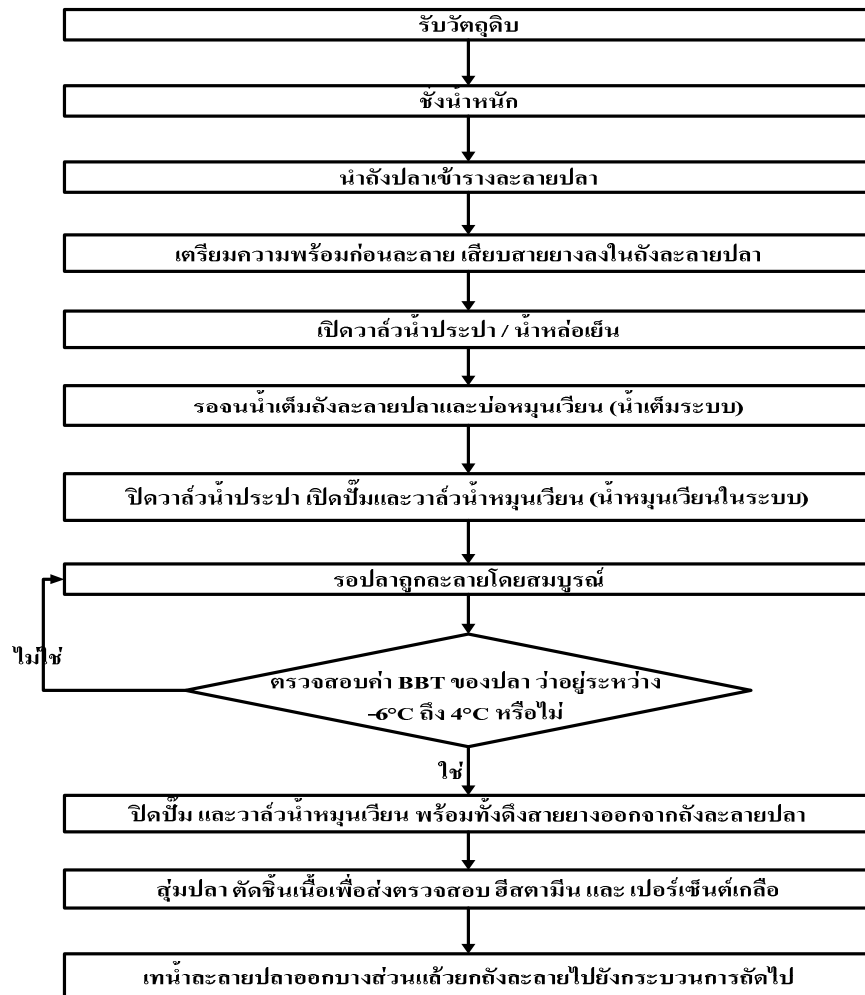 รับวัตถุดิบ
ชั่งน้ำหนัก
นำถังปลาเข้ารางละลายปลา
เตรียมความพร้อมก่อนละลาย เสียบสายยางลงในถังละลายปลา
เปิดวาล์วน้ำประปา / น้ำหล่อเย็น
รอจนน้ำเต็มถังละลายปลาและบ่อหมุนเวียน (น้ำเต็มระบบ)
ปิดวาล์วน้ำประปา เปิดปั๊มและวาล์วน้ำหมุนเวียน (น้ำหมุนเวียนในระบบ)
รอปลาถูกละลายโดยสมบูรณ์
ไม่ใช่
ตรวจสอบค่า BBT ของปลา ว่าอยู่ระหว่าง
-6°C ถึง 4°C หรือไม่
ใช่
ปิดปั๊ม และวาล์วน้ำหมุนเวียน พร้อมทั้งดึงสายยางออกจากถังละลายปลา
สุ่มปลา ตัดชิ้นเนื้อเพื่อส่งตรวจสอบ ฮีสตามีน และ เปอร์เซ็นต์เกลือ
เทน้ำละลายปลาออกบางส่วนแล้วยกถังละลายไปยังกระบวนการถัดไป